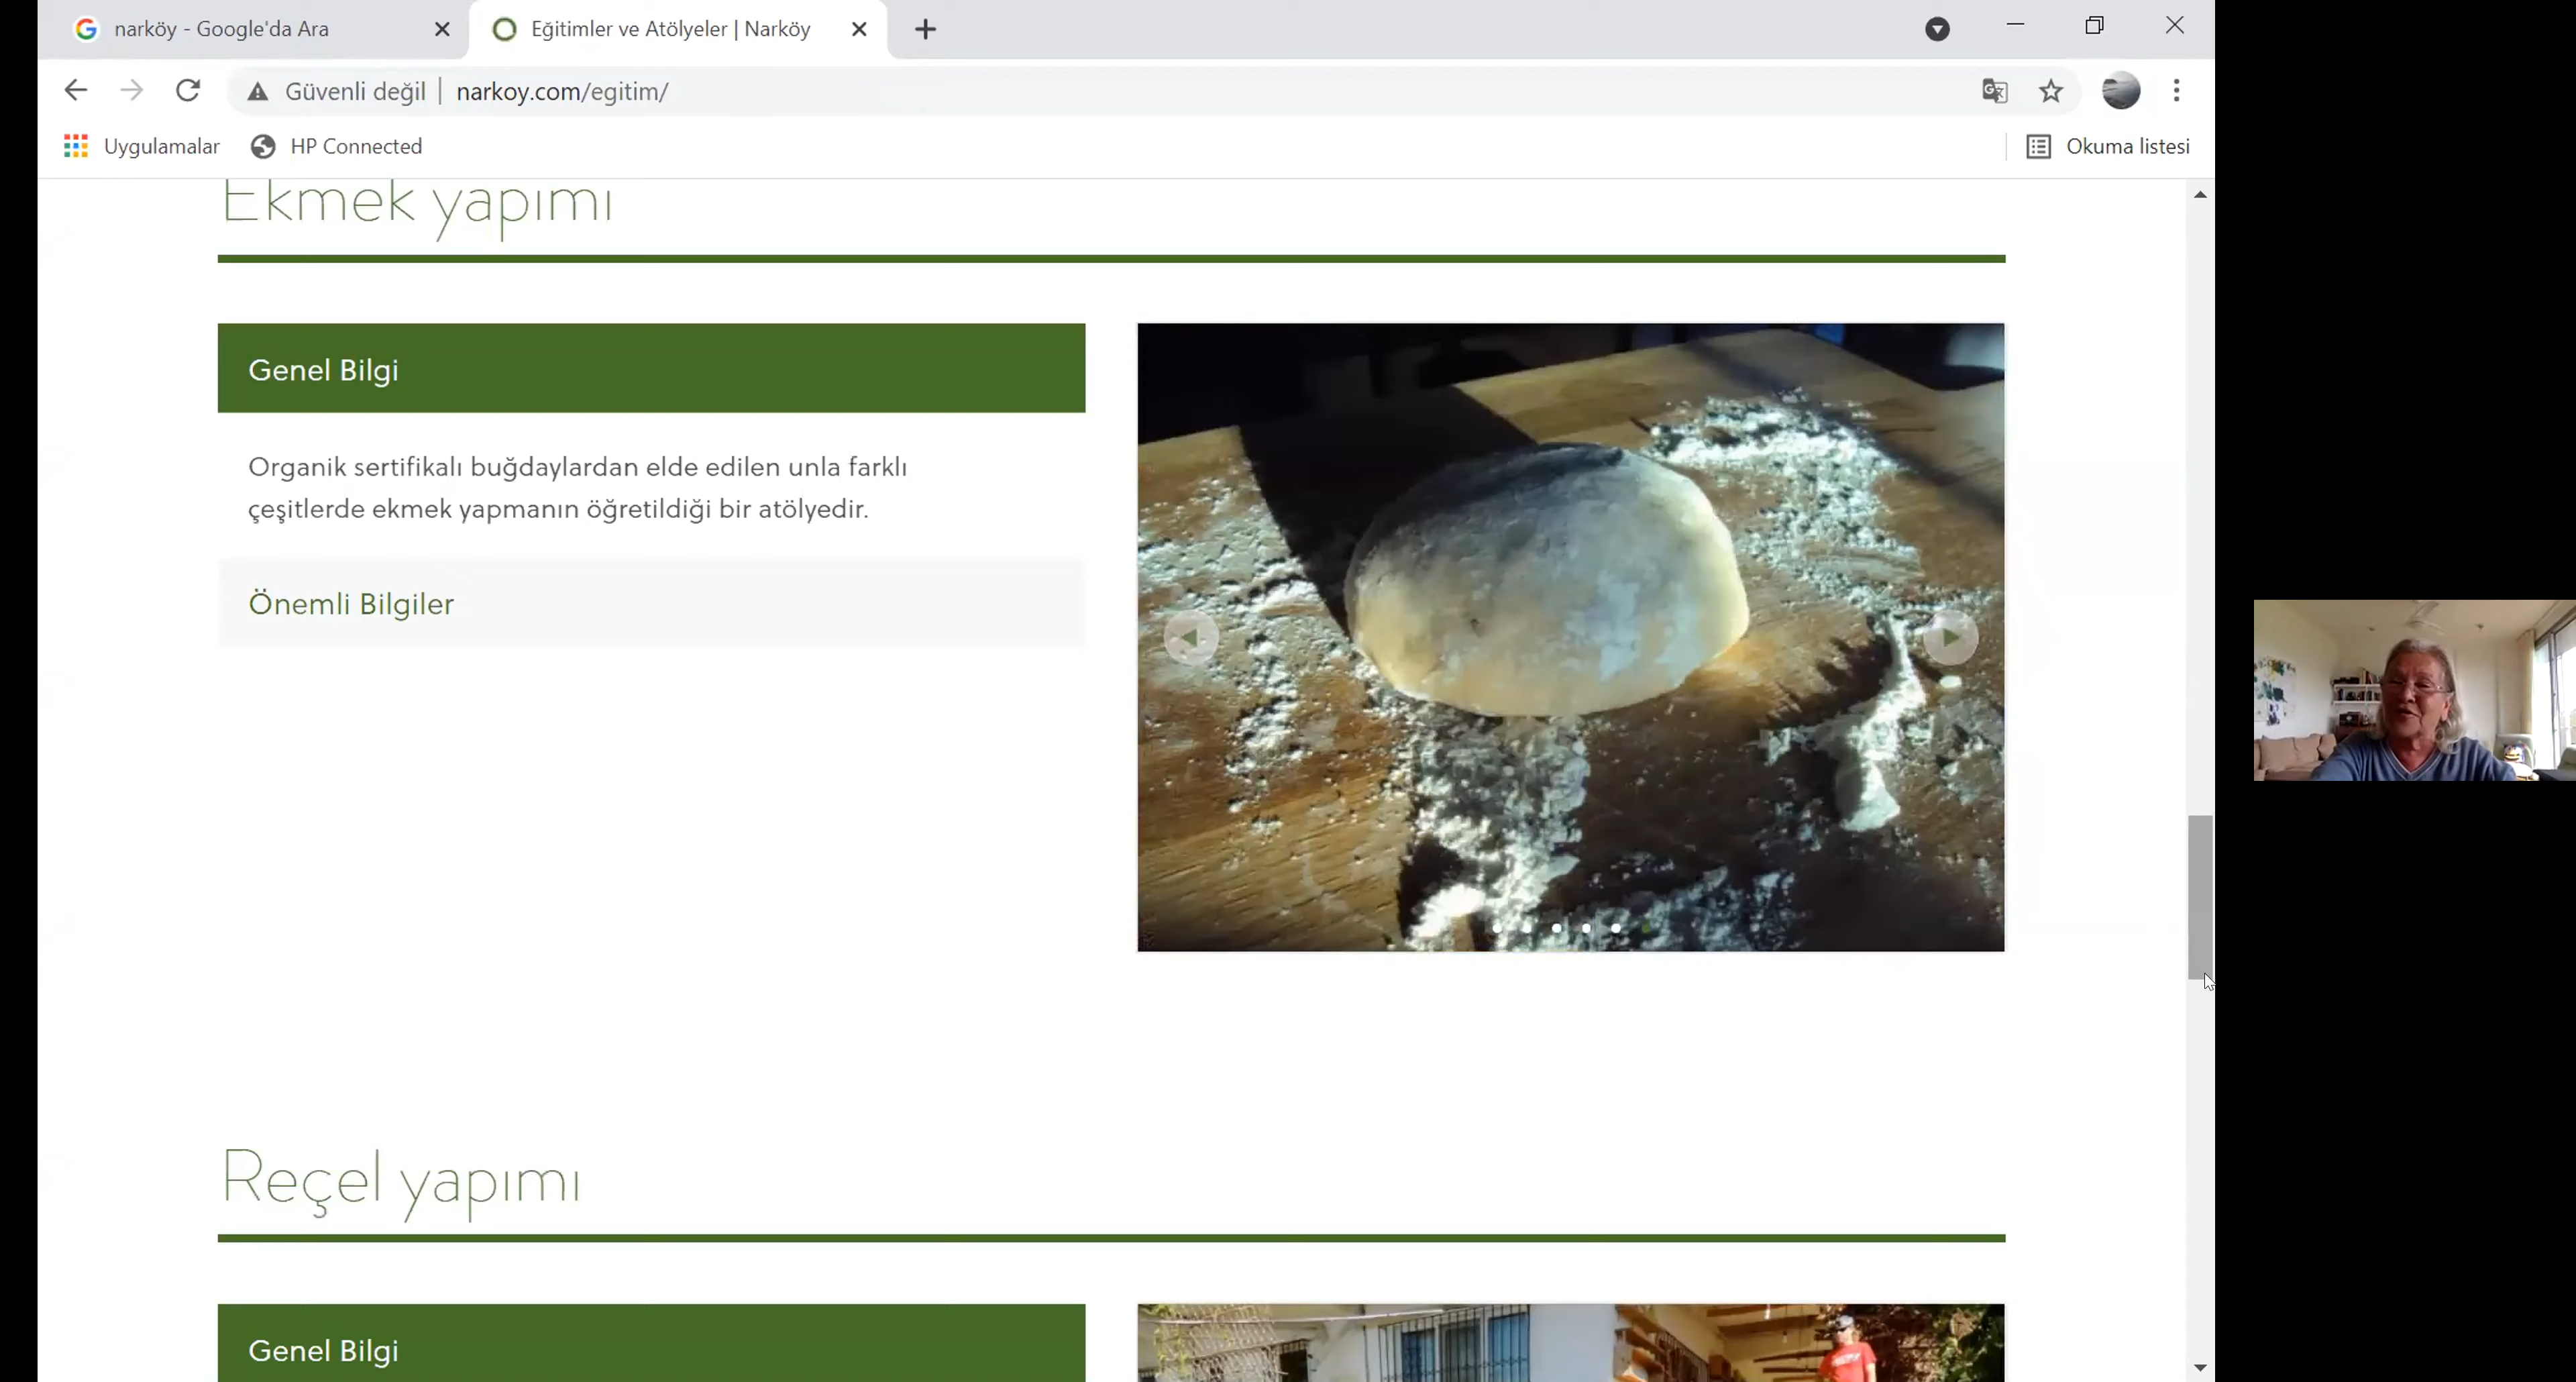 narköy - Google'da Ara
Eğitimler ve Atölyeler | Narköy
Güvenli değil | narkoy.com/egitim/
Uygulamalar
HP Connected
Okuma listesi
Ekmek yapımı
Genel Bilgi
Organik sertifikalı buğdaylardan elde edilen unla farklı
çeşitlerde ekmek yapmanın öğretildiği bir atölyedir.
Önemli Bilgiler
Reçel yapımı
Genel Bilgi